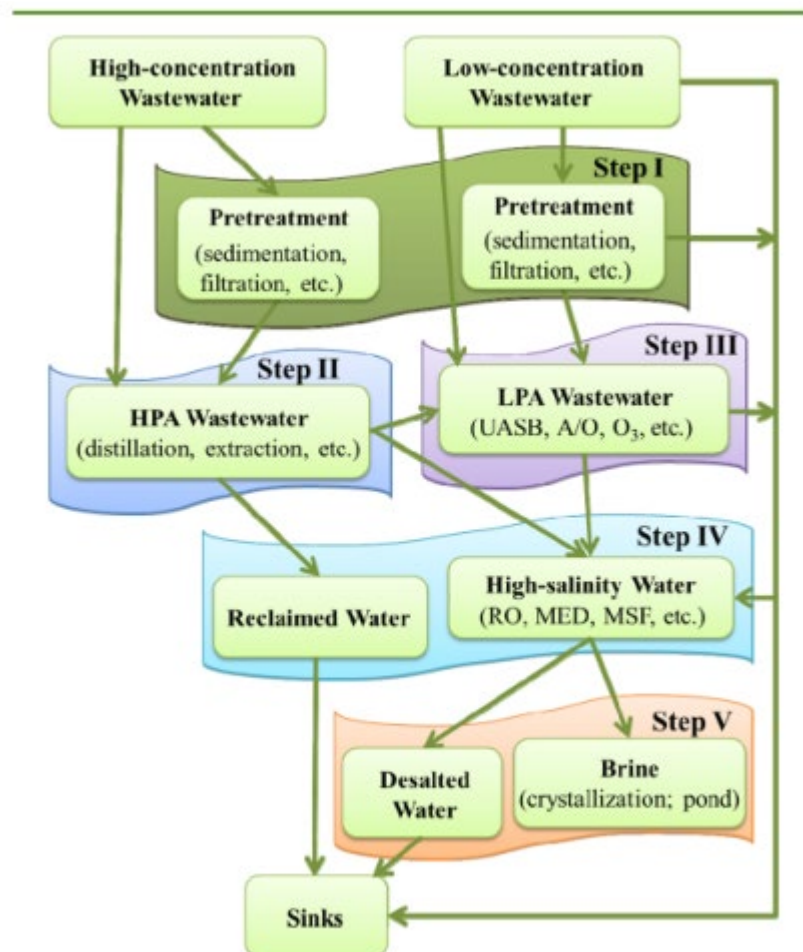 High-concentration
Wastewater
Low-concentration
Wastewater
Step I
Pretreatment
(sedimentation,
filtration, etc.)
Pretreatment
(sedimentation,
filtration, etc.)
Step II
HPA Wastewater
(distillation, extraction, etc.)
Step III
LPA Wastewater
(UASB, A/O, O₃, etc.)
Step IV
Reclaimed Water
High-salinity Water
(RO, MED, MSF, etc.)
Step V
Desalted
Water
Brine
(crystallization; pond)
Sinks